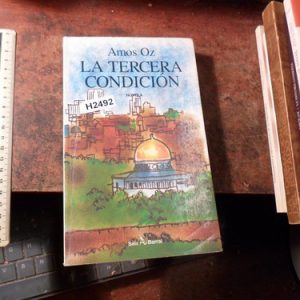 Amos Oz
LA TERCERA
CONDICIÓN
NOVELA
H2492
Seix Barral